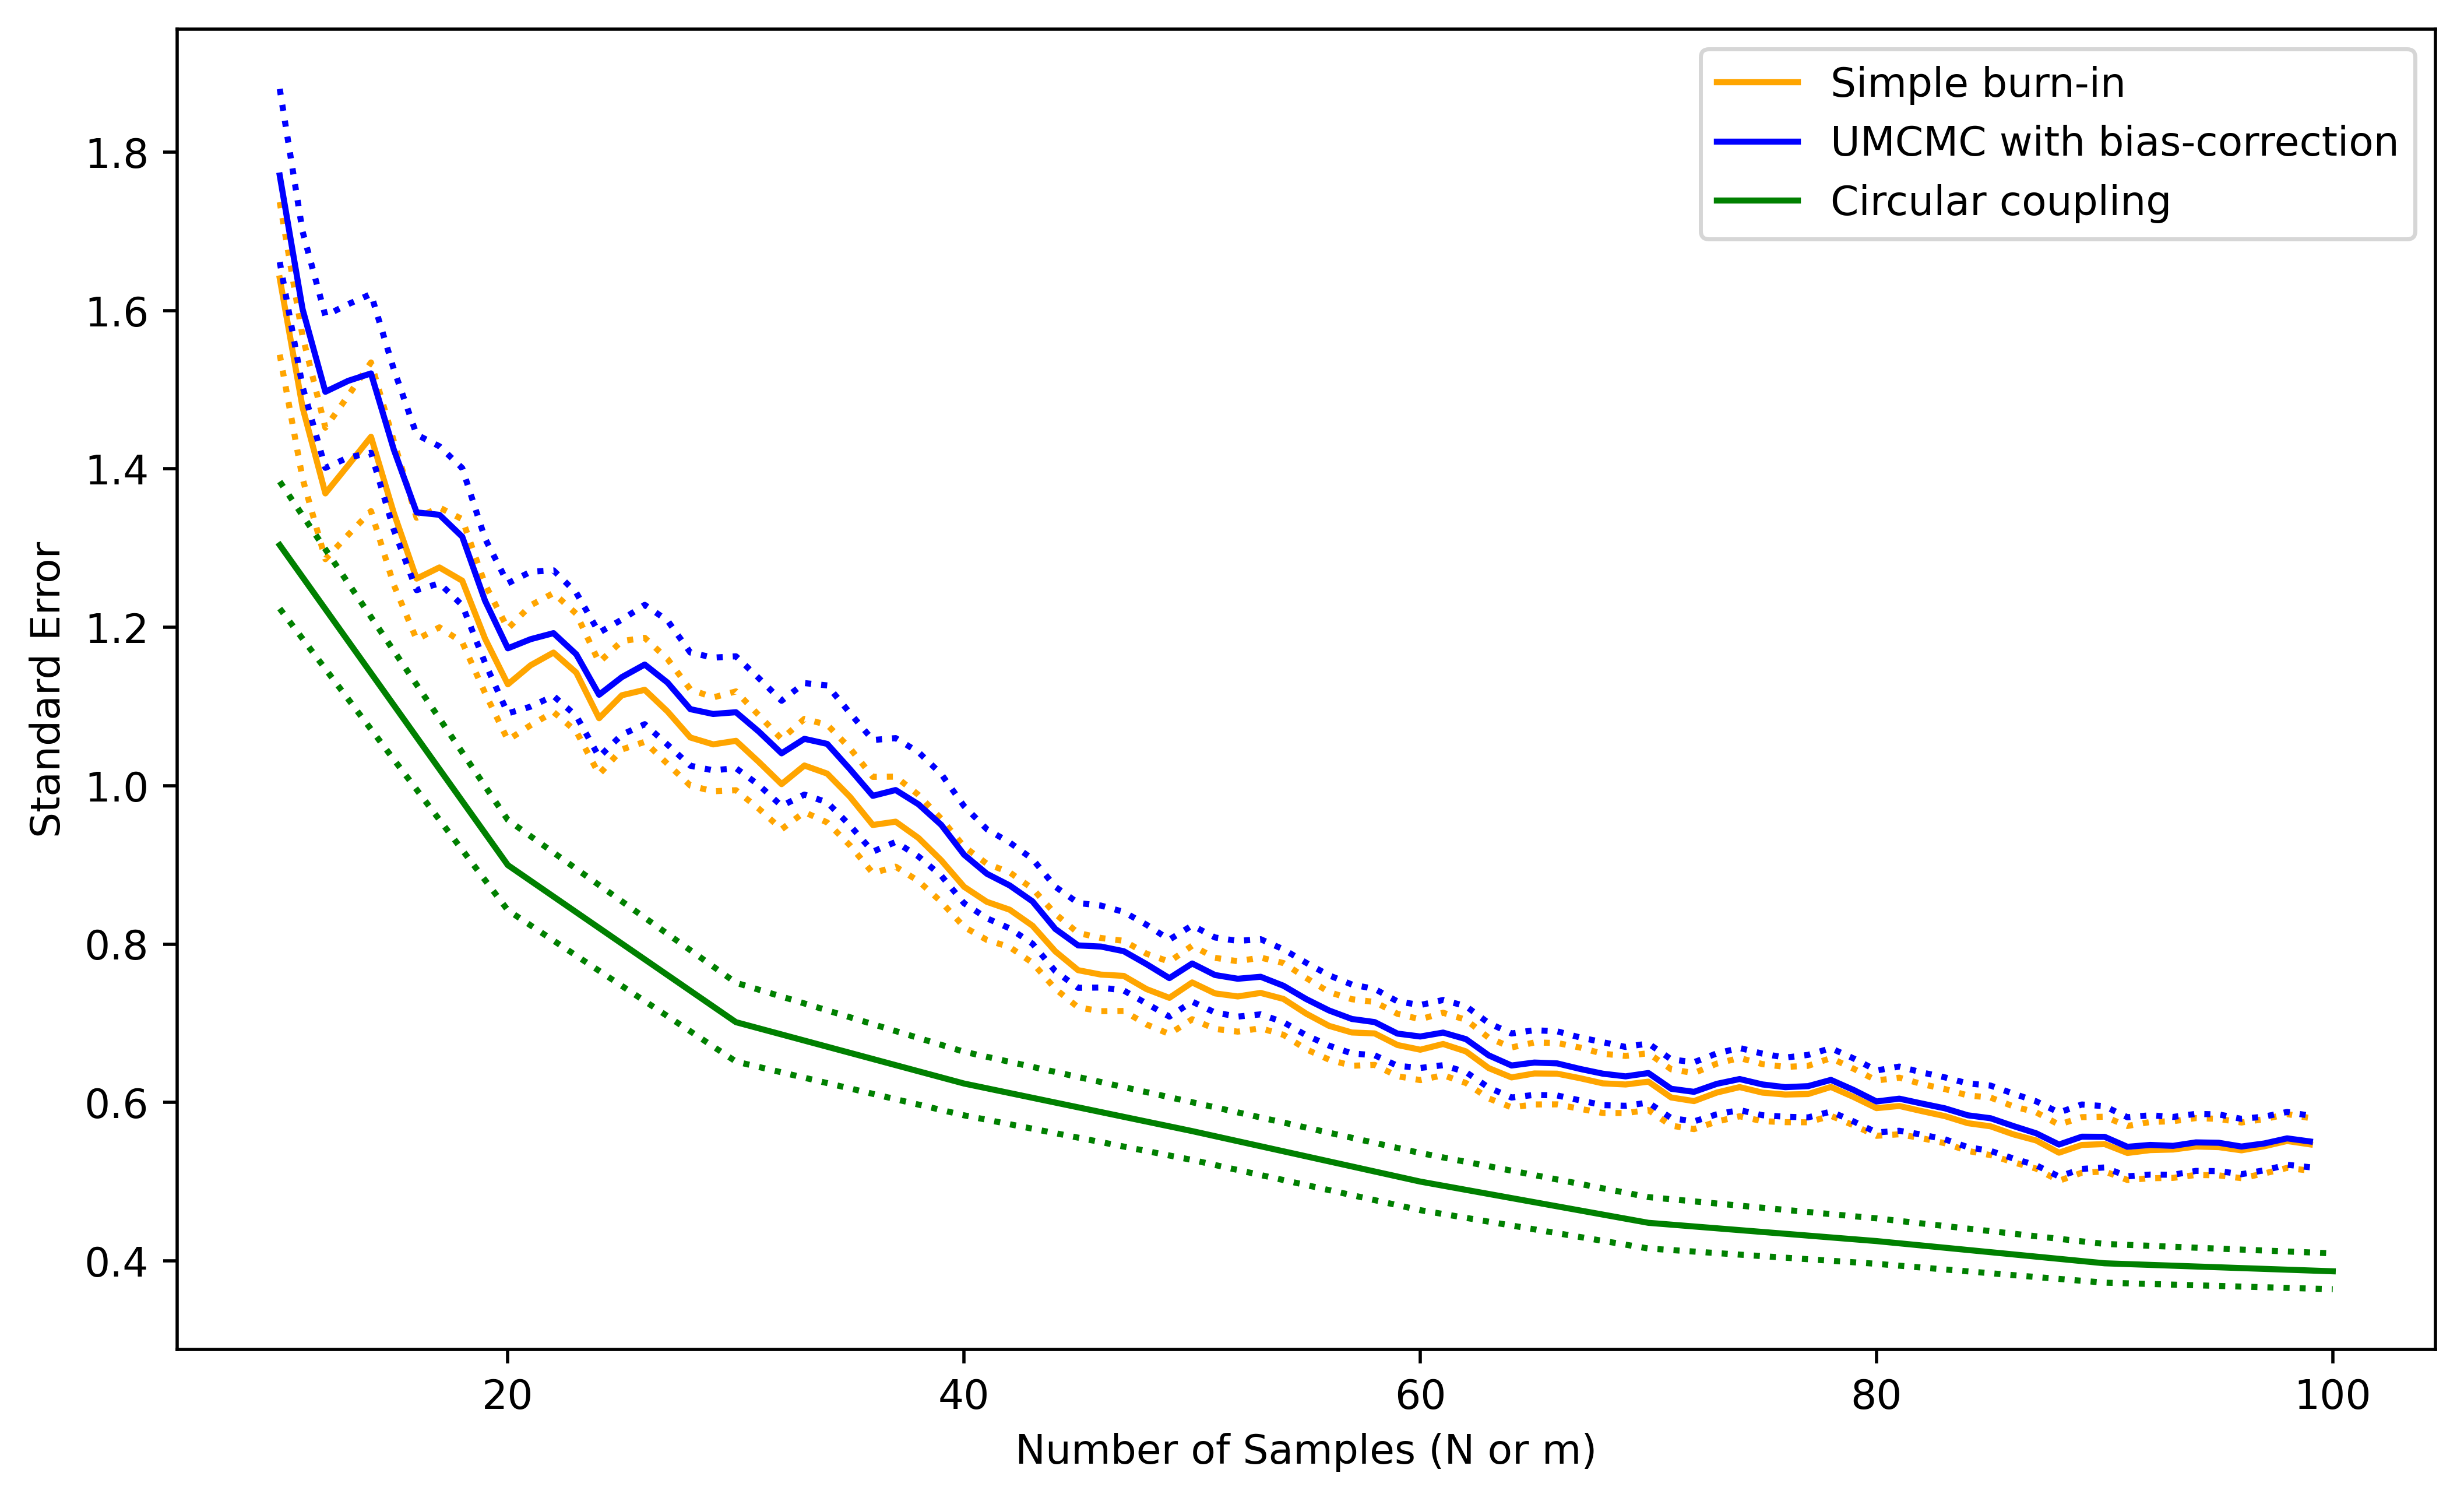 Simple burn-in
UMCMC with bias-correction
Circular coupling
Standard Error
1.8
1.6
1.4
1.2
1.0
0.8
0.6
0.4
20
40
60
80
100
Number of Samples (N or m)